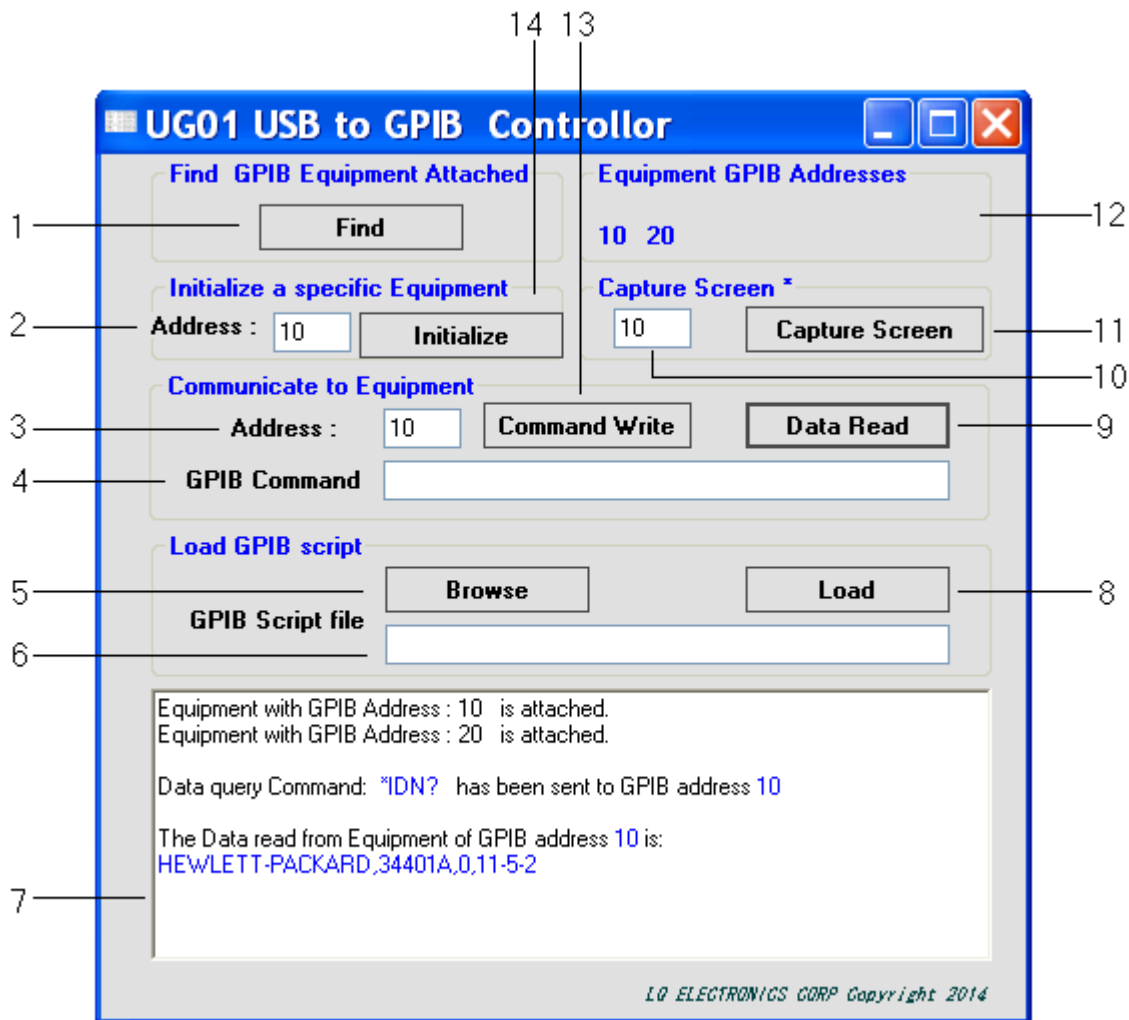 14 13
UG01 USB to GPIB Controllor
Find GPIB Equipment Attached
Equipment GPIB Addresses
1
Find
10 20
12
Initialize a specific Equipment
Capture Screen *
2
Address :
10
Initialize
10
Capture Screen
11
10
Communicate to Equipment
3
Address :
10
Command Write
Data Read
9
4
GPIB Command
Load GPIB script
5
Browse
Load
8
GPIB Script file
6
Equipment with GPIB Address : 10 is attached.
Equipment with GPIB Address : 20 is attached.
Data query Command: *IDN? has been sent to GPIB address 10
The Data read from Equipment of GPIB address 10 is:
HEWLETT-PACKARD,34401A,0,11-5-2
7
LQ ELECTRONICS CORP Copyright 2014